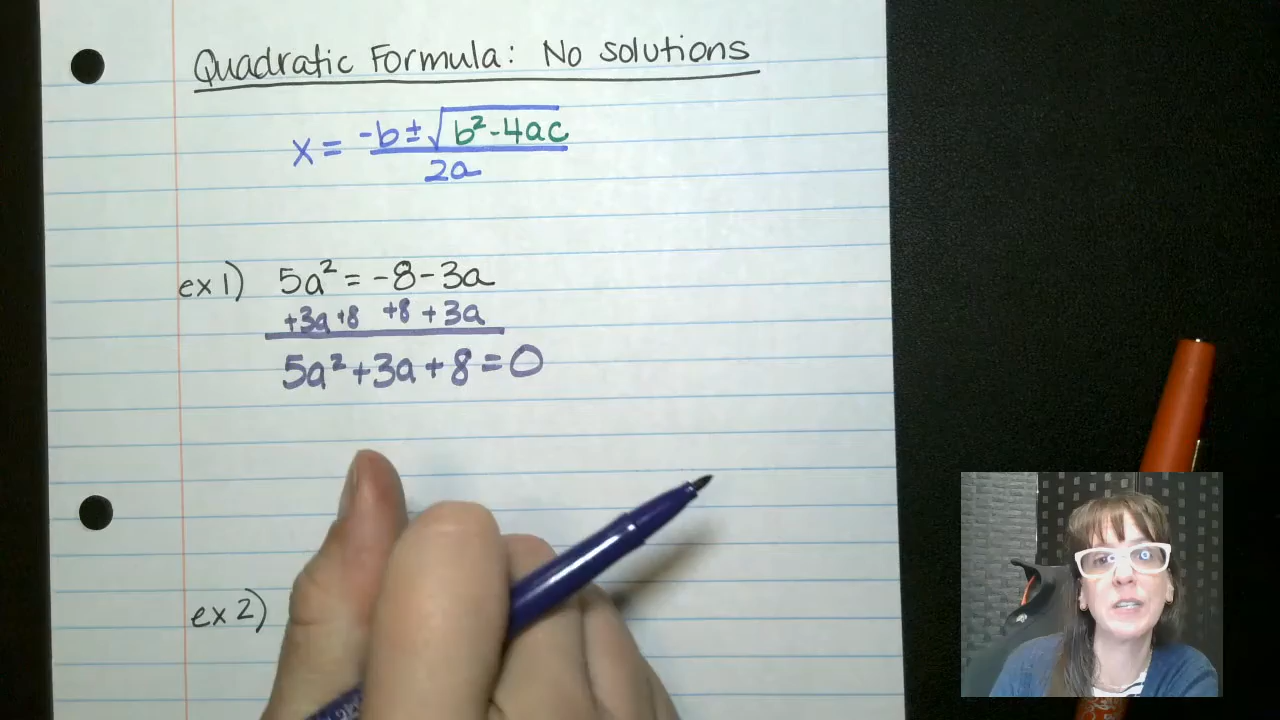 Quadratic Formula: No solutions
x = -b ± √b² - 4ac
2a
ex 1) 5a² = -8 - 3a
+3a +8 +8 + 3a
5a² + 3a + 8 = 0
ex 2)